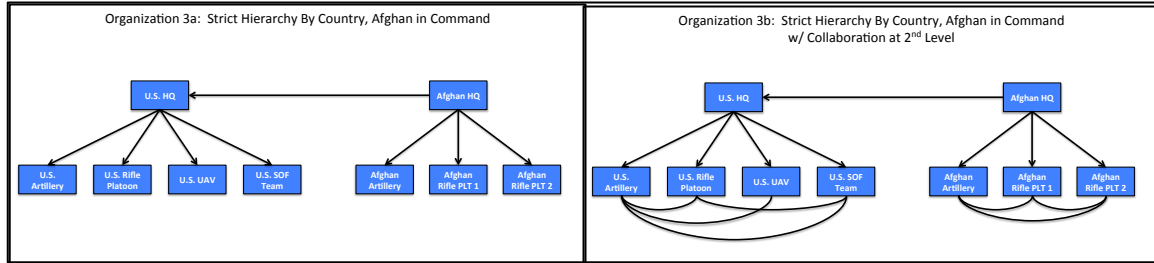 Organization 3a:  Strict Hierarchy By Country, Afghan in Command
U.S. HQ
Afghan HQ
U.S.
Artillery
U.S. Rifle
Platoon
U.S. UAV
U.S. SOF
Team
Afghan
Artillery
Afghan
Rifle PLT 1
Afghan
Rifle PLT 2
Organization 3b:  Strict Hierarchy By Country, Afghan in Command
w/ Collaboration at 2nd Level
U.S. HQ
Afghan HQ
U.S.
Artillery
U.S. Rifle
Platoon
U.S. UAV
U.S. SOF
Team
Afghan
Artillery
Afghan
Rifle PLT 1
Afghan
Rifle PLT 2